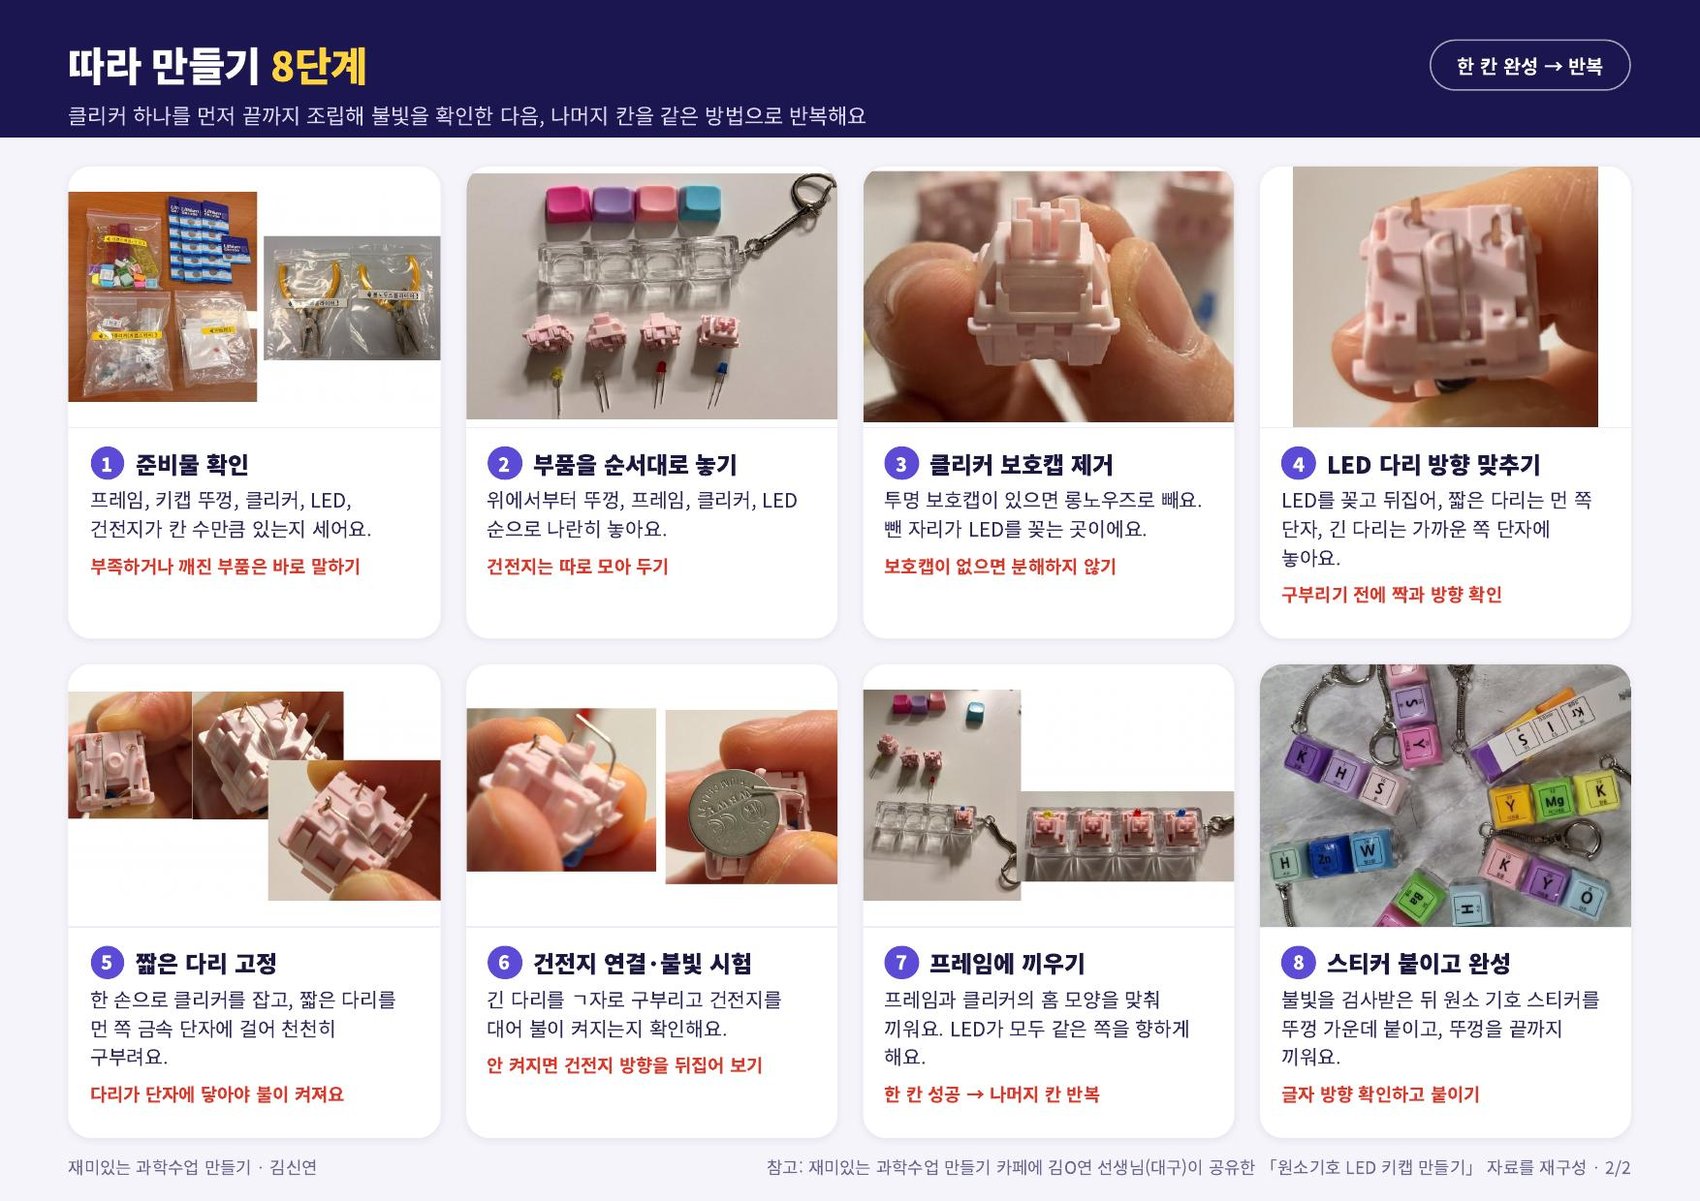 따라 만들기 8단계
한 칸 완성 → 반복
클리커 하나를 먼저 끝까지 조립해 불빛을 확인한 다음, 나머지 칸을 같은 방법으로 반복해요
1 준비물 확인
프레임, 키캡 뚜껑, 클리커, LED,
건전지가 칸 수만큼 있는지 세어요.
부족하거나 깨진 부품은 바로 말하기
2 부품을 순서대로 놓기
위에서부터 뚜껑, 프레임, 클리커, LED
순으로 나란히 놓아요.
건전지는 따로 모아 두기
3 클리커 보호캡 제거
투명 보호캡이 있으면 롱노우즈로 빼요.
뺀 자리가 LED를 꽂는 곳이에요.
보호캡이 없으면 분해하지 않기
4 LED 다리 방향 맞추기
LED를 꽂고 뒤집어, 짧은 다리는 먼 쪽
단자, 긴 다리는 가까운 쪽 단자에
놓아요.
구부리기 전에 짝과 방향 확인
5 짧은 다리 고정
한 손으로 클리커를 잡고, 짧은 다리를
먼 쪽 금속 단자에 걸어 천천히
구부려요.
다리가 단자에 닿아야 불이 켜져요
6 건전지 연결·불빛 시험
긴 다리를 ㄱ자로 구부리고 건전지를
대어 불이 켜지는지 확인해요.
안 켜지면 건전지 방향을 뒤집어 보기
7 프레임에 끼우기
프레임과 클리커의 홈 모양을 맞춰
끼워요. LED가 모두 같은 쪽을 향하게
해요.
한 칸 성공 → 나머지 칸 반복
K H S
S
Y
S I Kr
Y Mg K
H Zn W
K Y O
Ba
H
8 스티커 붙이고 완성
불빛을 검사받은 뒤 원소 기호 스티커를
뚜껑 가운데 붙이고, 뚜껑을 끝까지
끼워요.
글자 방향 확인하고 붙이기
재미있는 과학수업 만들기 · 김신연
참고: 재미있는 과학수업 만들기 카페에 김O연 선생님(대구)이 공유한 「원소기호 LED 키캡 만들기」 자료를 재구성 · 2/2